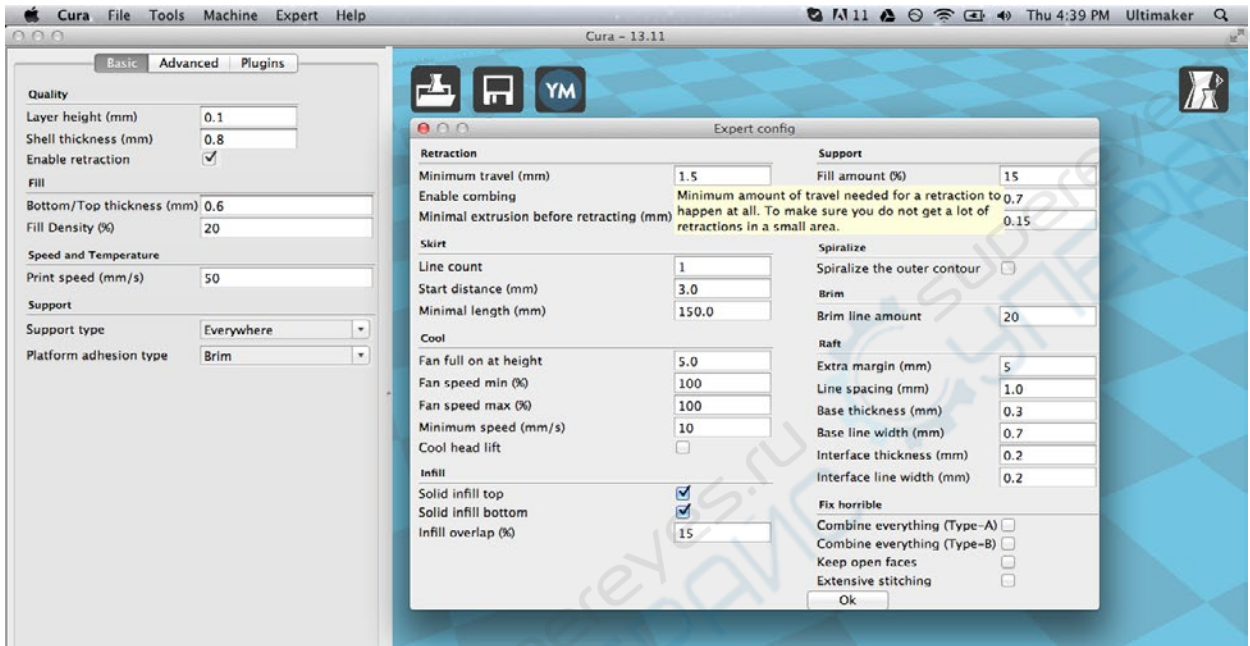 Cura File Tools Machine Expert Help
11 Thu 4:39 PM Ultimaker
Cura - 13.11
Basic Advanced Plugins
Quality
Layer height (mm) 0.1
Shell thickness (mm) 0.8
Enable retraction
Fill
Bottom/Top thickness (mm) 0.6
Fill Density (%) 20
Speed and Temperature
Print speed (mm/s) 50
Support
Support type Everywhere
Platform adhesion type Brim
YM
Expert config
Retraction
Minimum travel (mm) 1.5
Enable combing
Minimal extrusion before retracting (mm)
Minimum amount of travel needed for a retraction to
happen at all. To make sure you do not get a lot of
retractions in a small area.
Skirt
Line count 1
Start distance (mm) 3.0
Minimal length (mm) 150.0
Cool
Fan full on at height 5.0
Fan speed min (%) 100
Fan speed max (%) 100
Minimum speed (mm/s) 10
Cool head lift
Infill
Solid infill top
Solid infill bottom
Infill overlap (%) 15
Support
Fill amount (%) 15
0.7
0.15
Spiralize
Spiralize the outer contour
Brim
Brim line amount 20
Raft
Extra margin (mm) 5
Line spacing (mm) 1.0
Base thickness (mm) 0.3
Base line width (mm) 0.7
Interface thickness (mm) 0.2
Interface line width (mm) 0.2
Fix horrible
Combine everything (Type-A)
Combine everything (Type-B)
Keep open faces
Extensive stitching
Ok
supereyes.ru